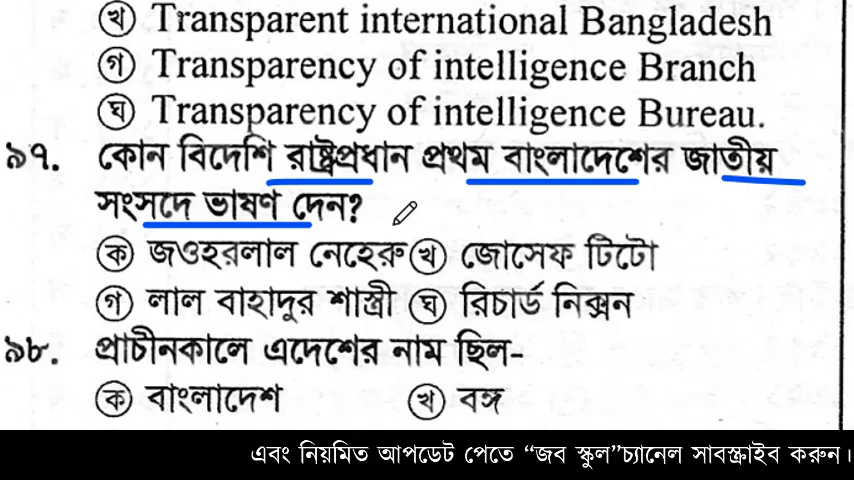 খ Transparent international Bangladesh
গ Transparency of intelligence Branch
ঘ Transparency of intelligence Bureau.
৯৭. কোন বিদেশি রাষ্ট্রপ্রধান প্রথম বাংলাদেশের জাতীয়
সংসদে ভাষণ দেন?
ক জওহরলাল নেহেরু খ জোসেফ টিটো
গ লাল বাহাদুর শাস্ত্রী ঘ রিচার্ড নিক্সন
৯৮. প্রাচীনকালে এদেশের নাম ছিল-
ক বাংলাদেশ খ বঙ্গ
এবং নিয়মিত আপডেট পেতে “জব স্কুল”চ্যানেল সাবস্ক্রাইব করুন।